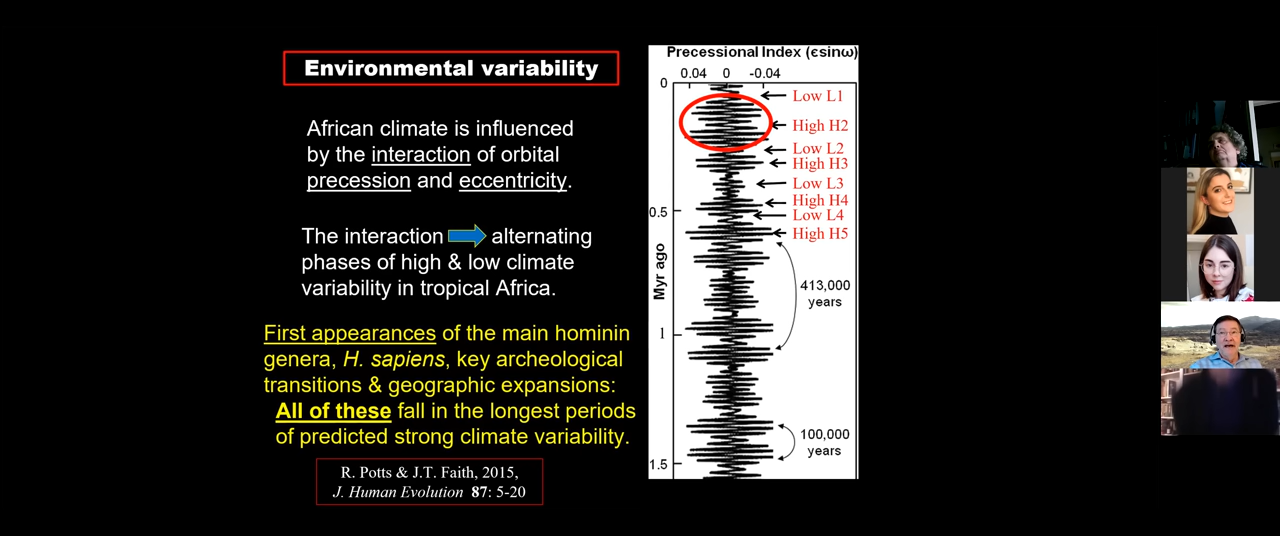 Environmental variability
African climate is influenced
by the interaction of orbital
precession and eccentricity.
The interaction alternating
phases of high & low climate
variability in tropical Africa.
First appearances of the main hominin
genera, H. sapiens, key archeological
transitions & geographic expansions:
All of these fall in the longest periods
of predicted strong climate variability.
R. Potts & J.T. Faith, 2015,
J. Human Evolution 87: 5-20
Precessional Index (єsinω)
0.04 0 -0.04
0
Low L1
High H2
Low L2
High H3
Low L3
High H4
0.5
Low L4
High H5
Myr ago
413,000
years
1
100,000
years
1.5